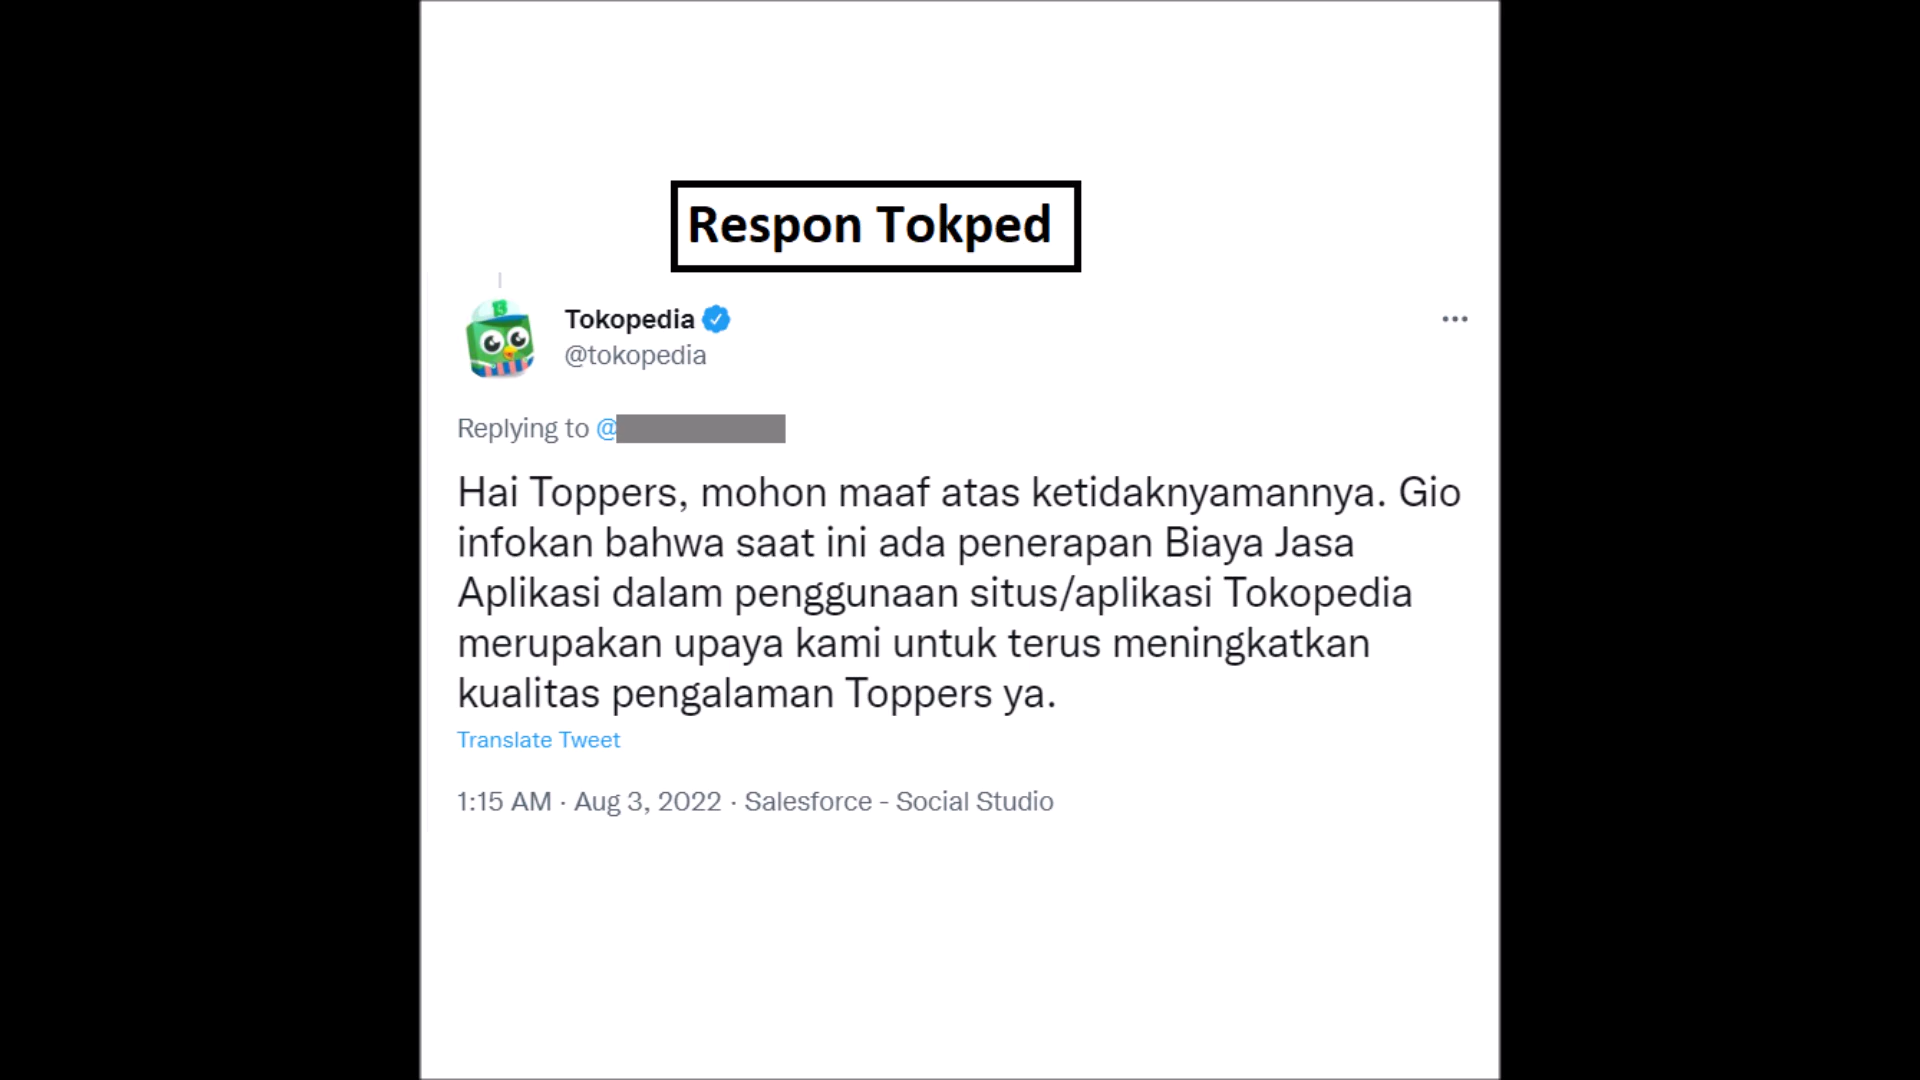 Respon Tokped
Tokopedia
@tokopedia
Replying to @
Hai Toppers, mohon maaf atas ketidaknyamannya. Gio
infokan bahwa saat ini ada penerapan Biaya Jasa
Aplikasi dalam penggunaan situs/aplikasi Tokopedia
merupakan upaya kami untuk terus meningkatkan
kualitas pengalaman Toppers ya.
Translate Tweet
1:15 AM · Aug 3, 2022 · Salesforce - Social Studio